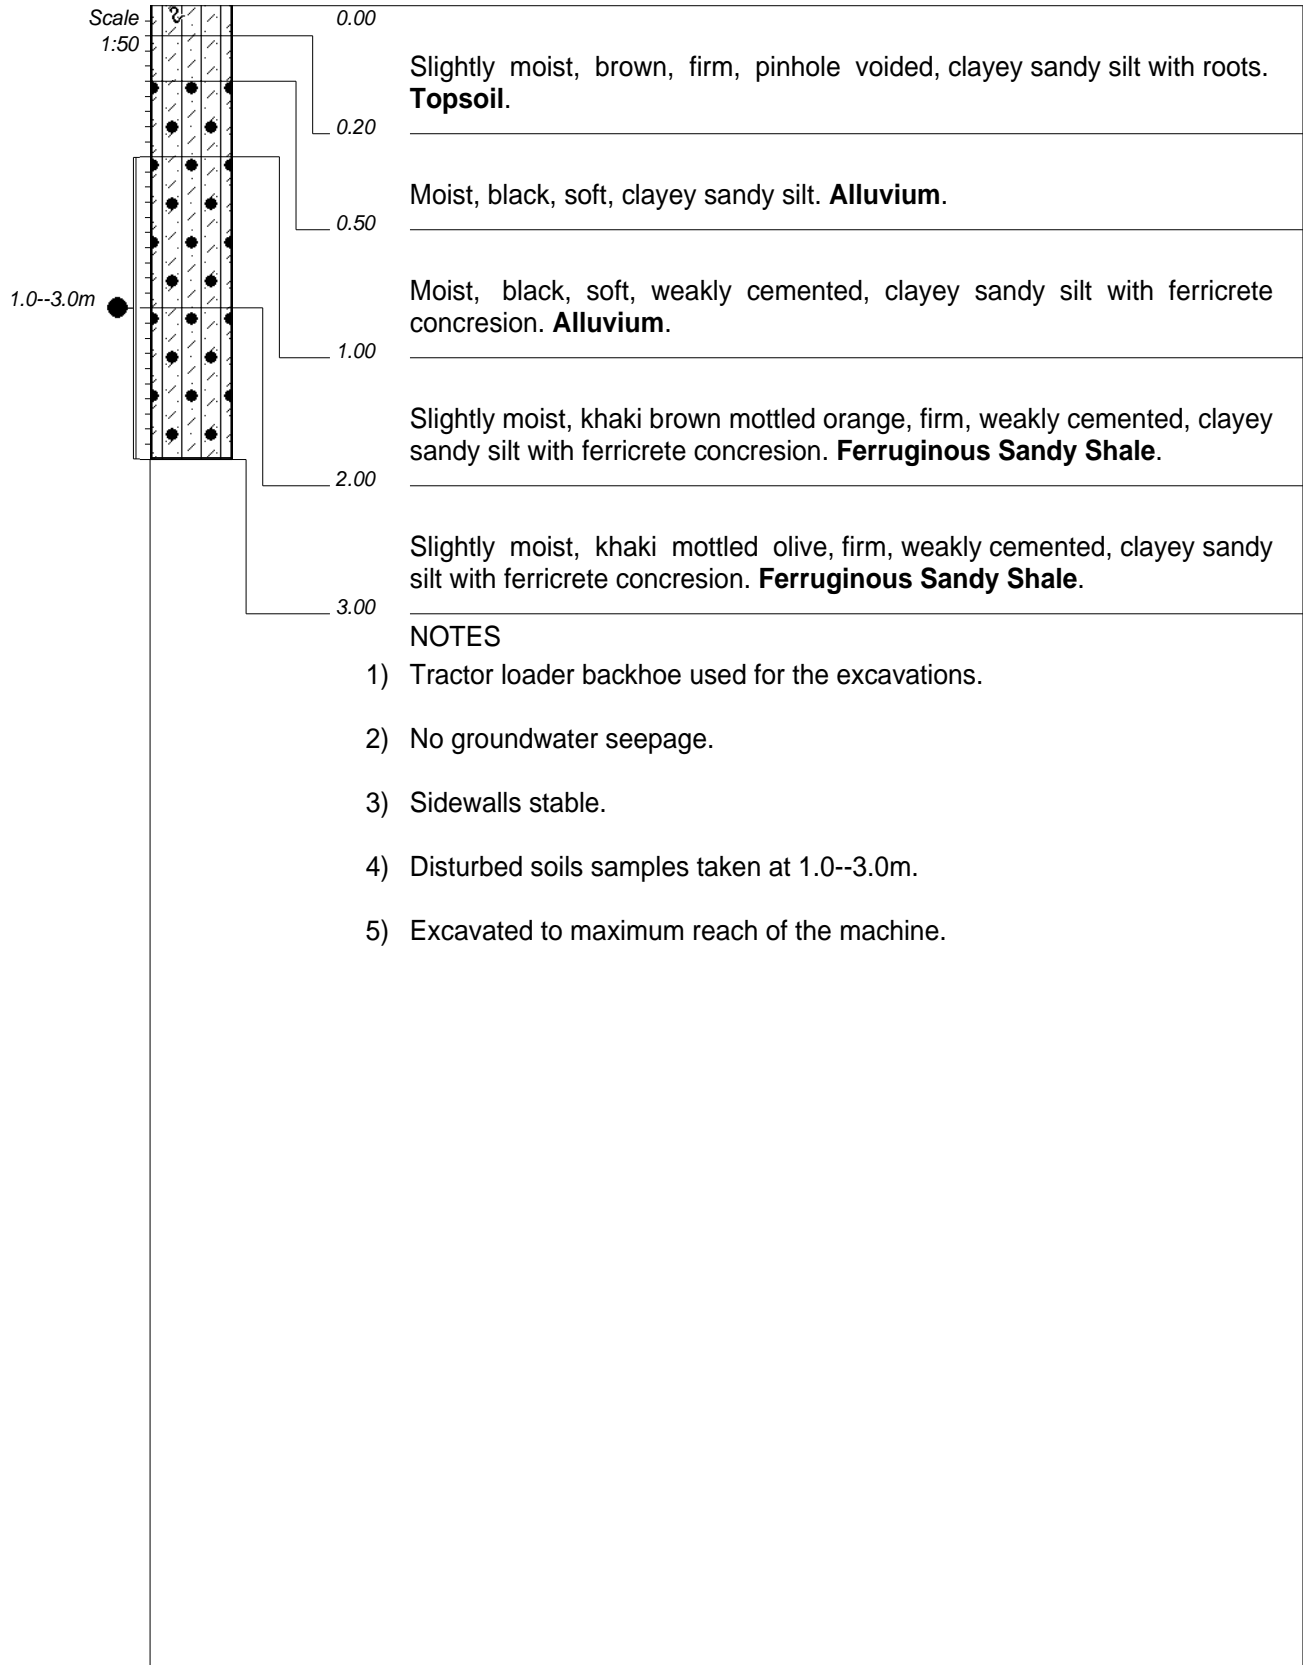 Scale
1:50
0.00
Slightly moist, brown, firm, pinhole voided, clayey sandy silt with roots.
Topsoil.
0.20
Moist, black, soft, clayey sandy silt. Alluvium.
0.50
Moist, black, soft, weakly cemented, clayey sandy silt with ferricrete
concresion. Alluvium.
1.0--3.0m
1.00
Slightly moist, khaki brown mottled orange, firm, weakly cemented, clayey
sandy silt with ferricrete concresion. Ferruginous Sandy Shale.
2.00
Slightly moist, khaki mottled olive, firm, weakly cemented, clayey sandy
silt with ferricrete concresion. Ferruginous Sandy Shale.
3.00
NOTES
1) Tractor loader backhoe used for the excavations.
2) No groundwater seepage.
3) Sidewalls stable.
4) Disturbed soils samples taken at 1.0--3.0m.
5) Excavated to maximum reach of the machine.